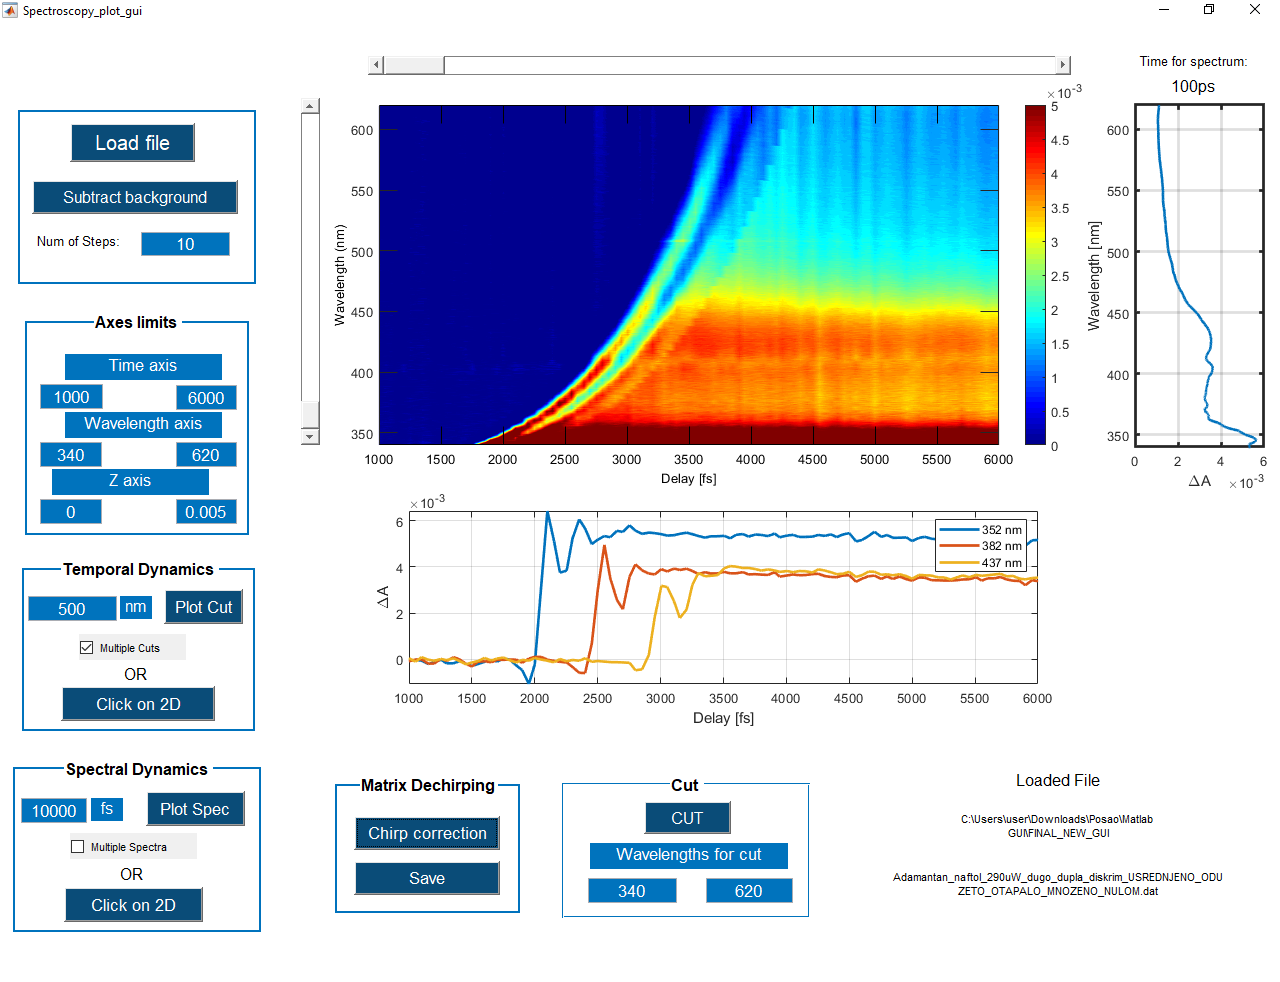 Spectroscopy_plot_gui
Load file
Subtract background
Num of Steps:
10
Axes limits
Time axis
1000
6000
Wavelength axis
340
620
Z axis
0
0.005
Temporal Dynamics
500
nm
Plot Cut
Multiple Cuts
OR
Click on 2D
Spectral Dynamics
10000
fs
Plot Spec
Multiple Spectra
OR
Click on 2D
Wavelength (nm)
600
550
500
450
400
350
1000 1500 2000 2500 3000 3500 4000 4500 5000 5500 6000
Delay [fs]
×10⁻³
5
4.5
4
3.5
3
2.5
2
1.5
1
0.5
0
Time for spectrum:
100ps
Wavelength [nm]
600
550
500
450
400
350
0 2 4 6
ΔA ×10⁻³
×10⁻³
ΔA
6
4
2
0
352 nm
382 nm
437 nm
1000 1500 2000 2500 3000 3500 4000 4500 5000 5500 6000
Delay [fs]
Matrix Dechirping
Chirp correction
Save
Cut
CUT
Wavelengths for cut
340
620
Loaded File
C:\Users\user\Downloads\Posao\Matlab
GUI\FINAL_NEW_GUI
Adamantan_naftol_290uW_dugo_dupla_diskrim_USREDNJENO_ODU
ZETO_OTAPALO_MNOZENO_NULOM.dat